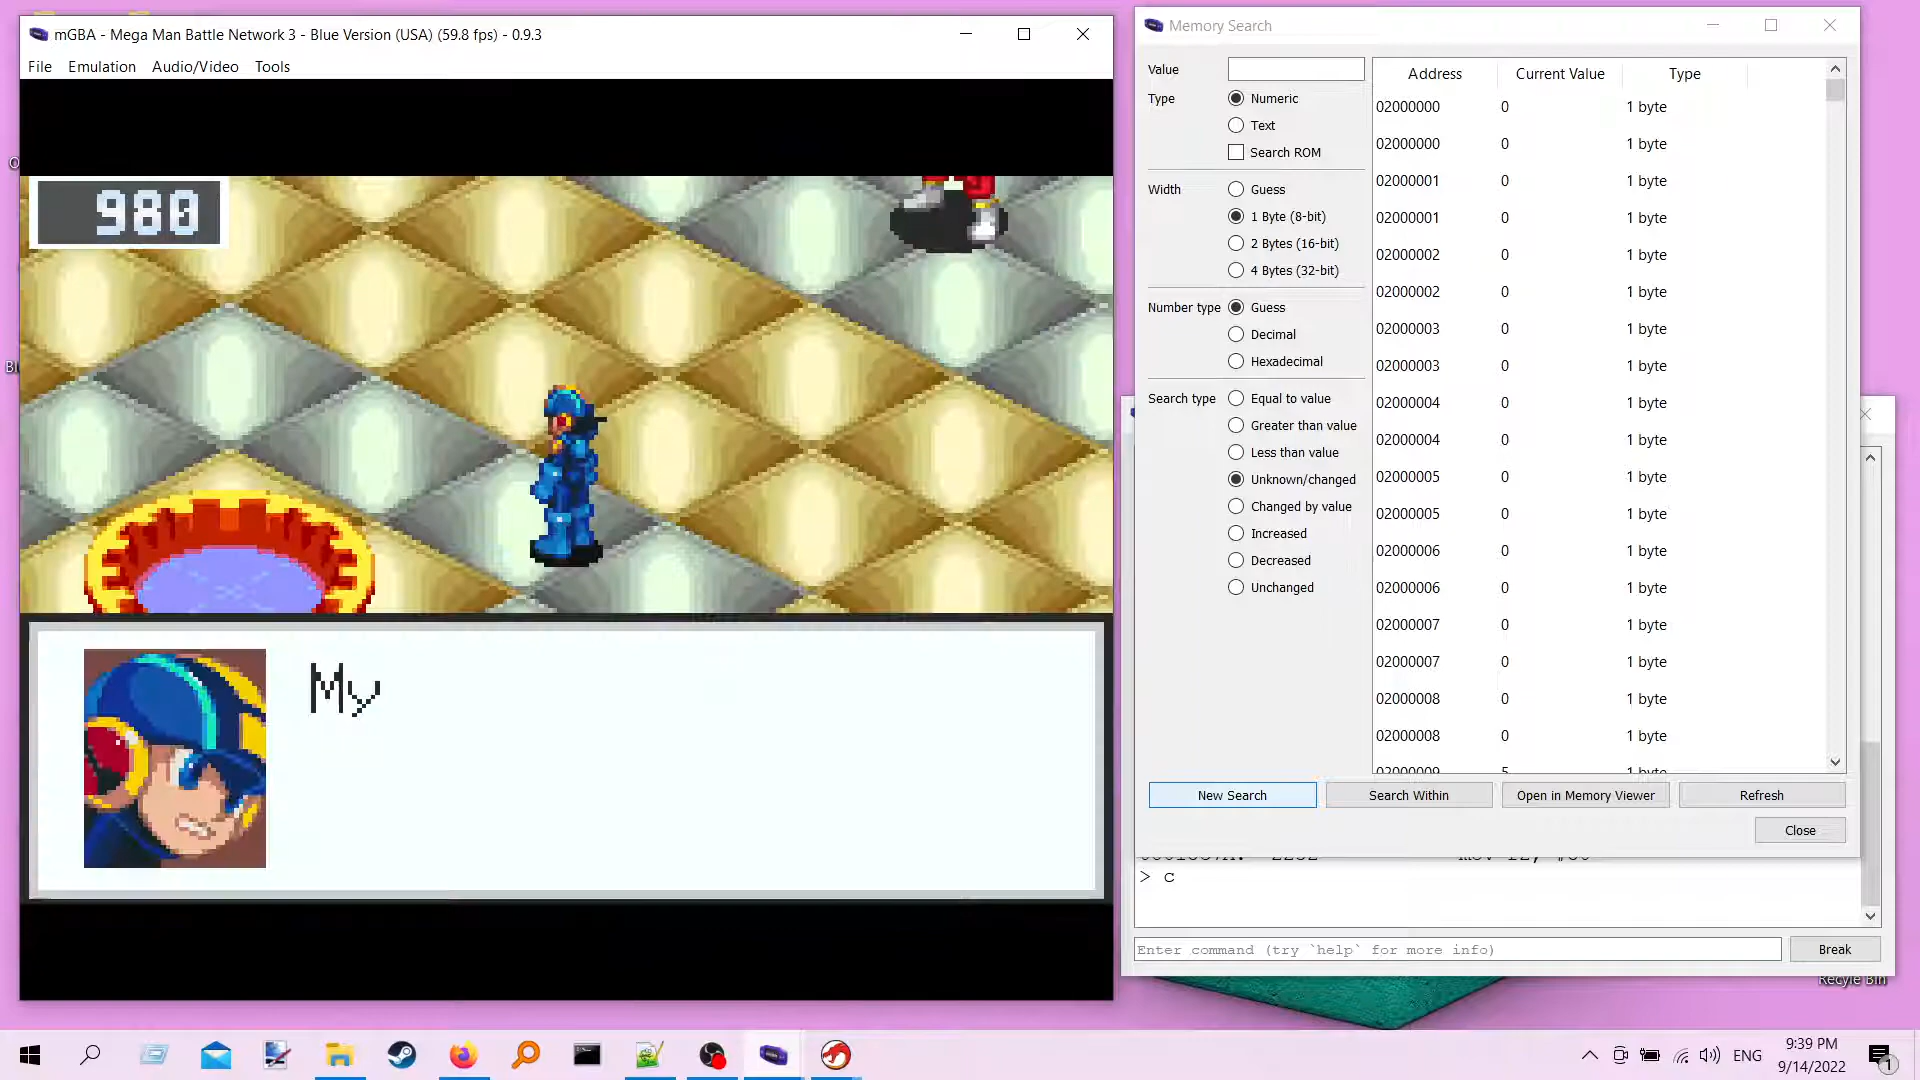 mGBA - Mega Man Battle Network 3 - Blue Version (USA) (59.8 fps) - 0.9.3
File Emulation Audio/Video Tools
980
My
Memory Search
Value
Type
Numeric
Text
Search ROM
Width
Guess
1 Byte (8-bit)
2 Bytes (16-bit)
4 Bytes (32-bit)
Number type
Guess
Decimal
Hexadecimal
Search type
Equal to value
Greater than value
Less than value
Unknown/changed
Changed by value
Increased
Decreased
Unchanged
Address Current Value Type
02000000 0 1 byte
02000000 0 1 byte
02000001 0 1 byte
02000001 0 1 byte
02000002 0 1 byte
02000002 0 1 byte
02000003 0 1 byte
02000003 0 1 byte
02000004 0 1 byte
02000004 0 1 byte
02000005 0 1 byte
02000005 0 1 byte
02000006 0 1 byte
02000006 0 1 byte
02000007 0 1 byte
02000007 0 1 byte
02000008 0 1 byte
02000008 0 1 byte
02000009 5 1 byte
New Search Search Within Open in Memory Viewer Refresh
Close
> c
Enter command (try `help` for more info)
Break
Recycle Bin
ENG
9:39 PM
9/14/2022
1